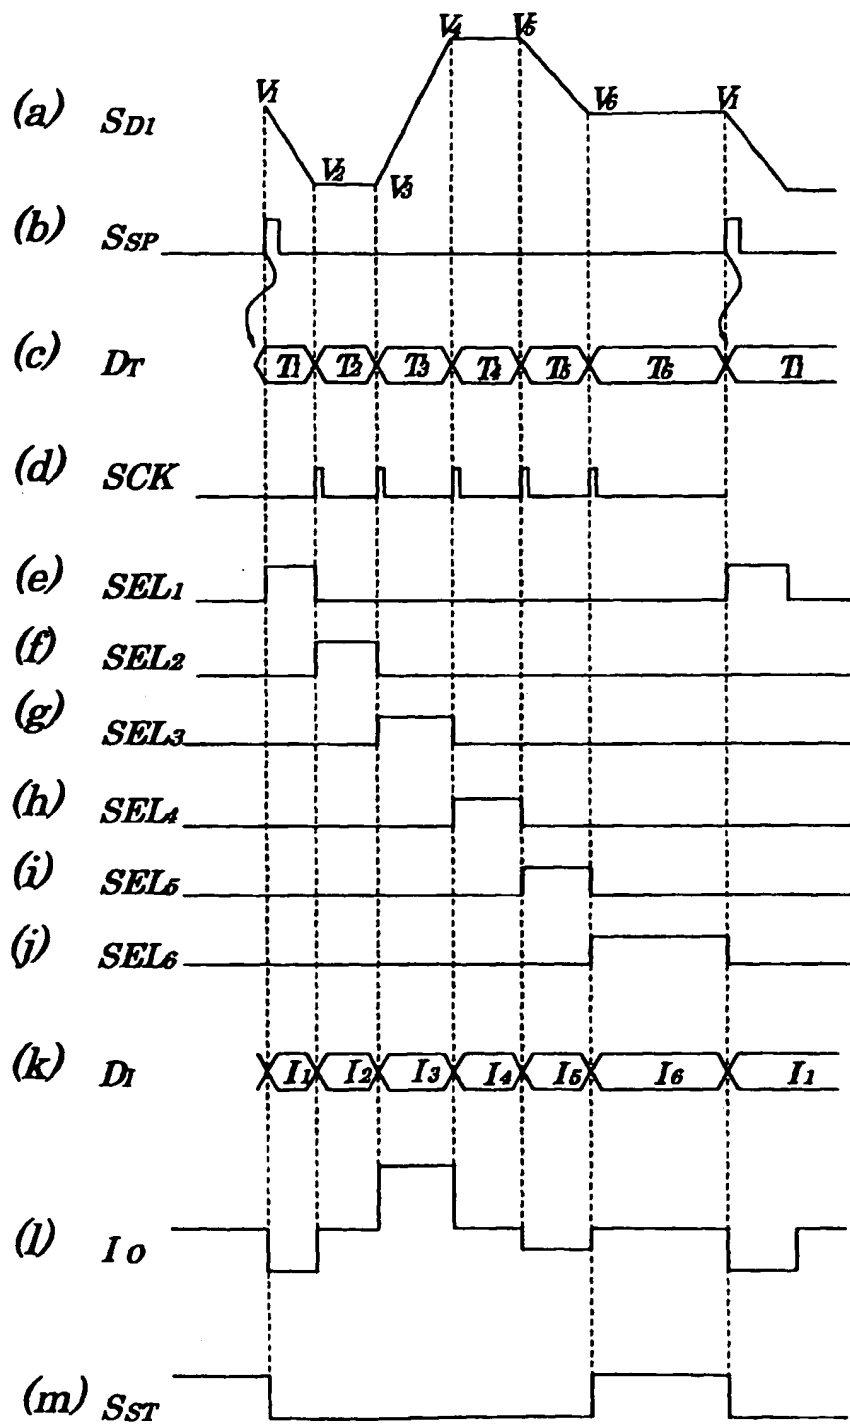 V4 V5
V1 V6 V1
(a) SD1
V2 V3
(b) SSP
(c) DT T1 T2 T3 T4 T5 T6 T1
(d) SCK
(e) SEL1
(f) SEL2
(g) SEL3
(h) SEL4
(i) SEL5
(j) SEL6
(k) DI I1 I2 I3 I4 I5 I6 I1
(l) IO
(m) SST